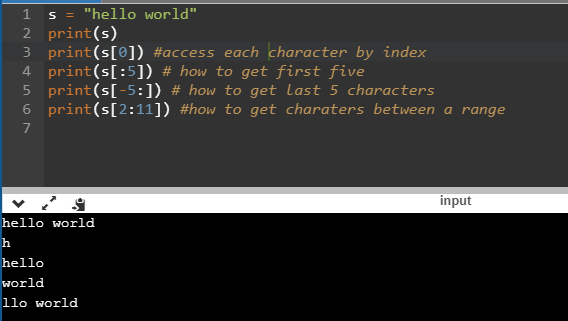 1 s = "hello world"
2 print(s)
3 print(s[0]) #access each character by index
4 print(s[:5]) # how to get first five
5 print(s[-5:]) # how to get last 5 characters
6 print(s[2:11]) #how to get charaters between a range
7
input
hello world
h
hello
world
llo world